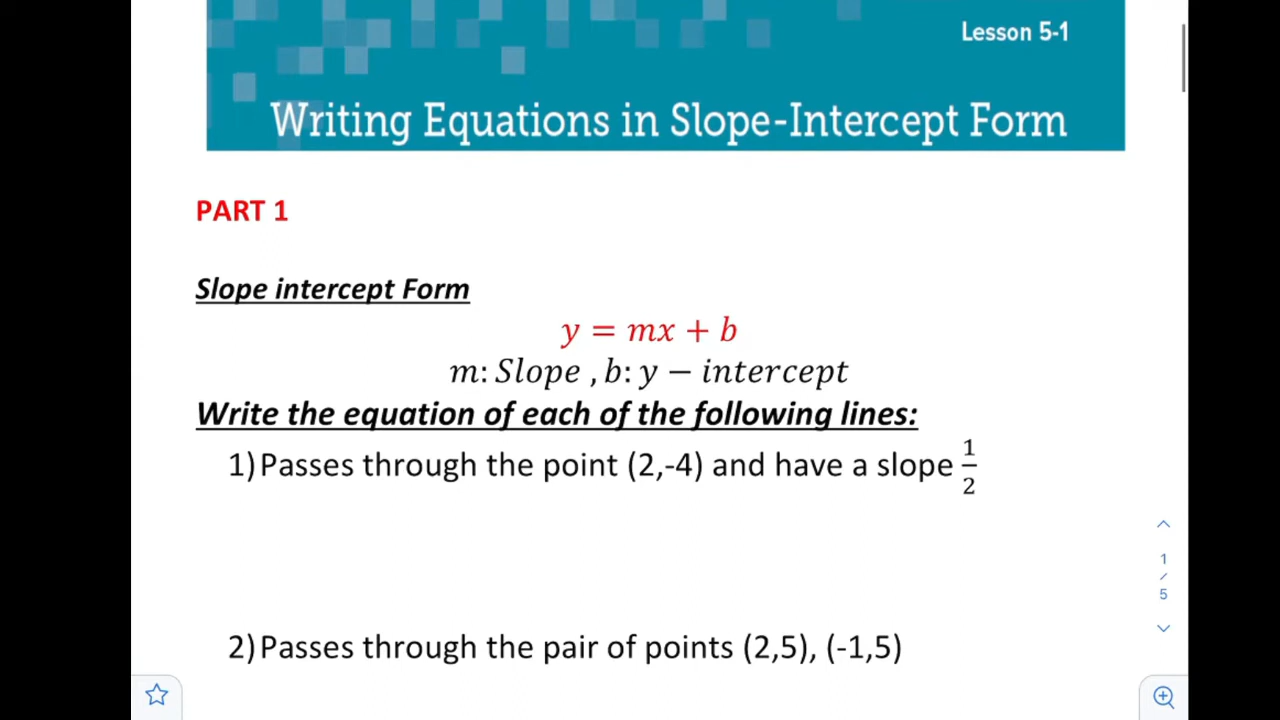 Lesson 5-1
Writing Equations in Slope-Intercept Form
PART 1
Slope intercept Form
y = mx + b
m: Slope , b: y − intercept
Write the equation of each of the following lines:
1) Passes through the point (2,-4) and have a slope 1/2
2) Passes through the pair of points (2,5), (-1,5)
1
/
5